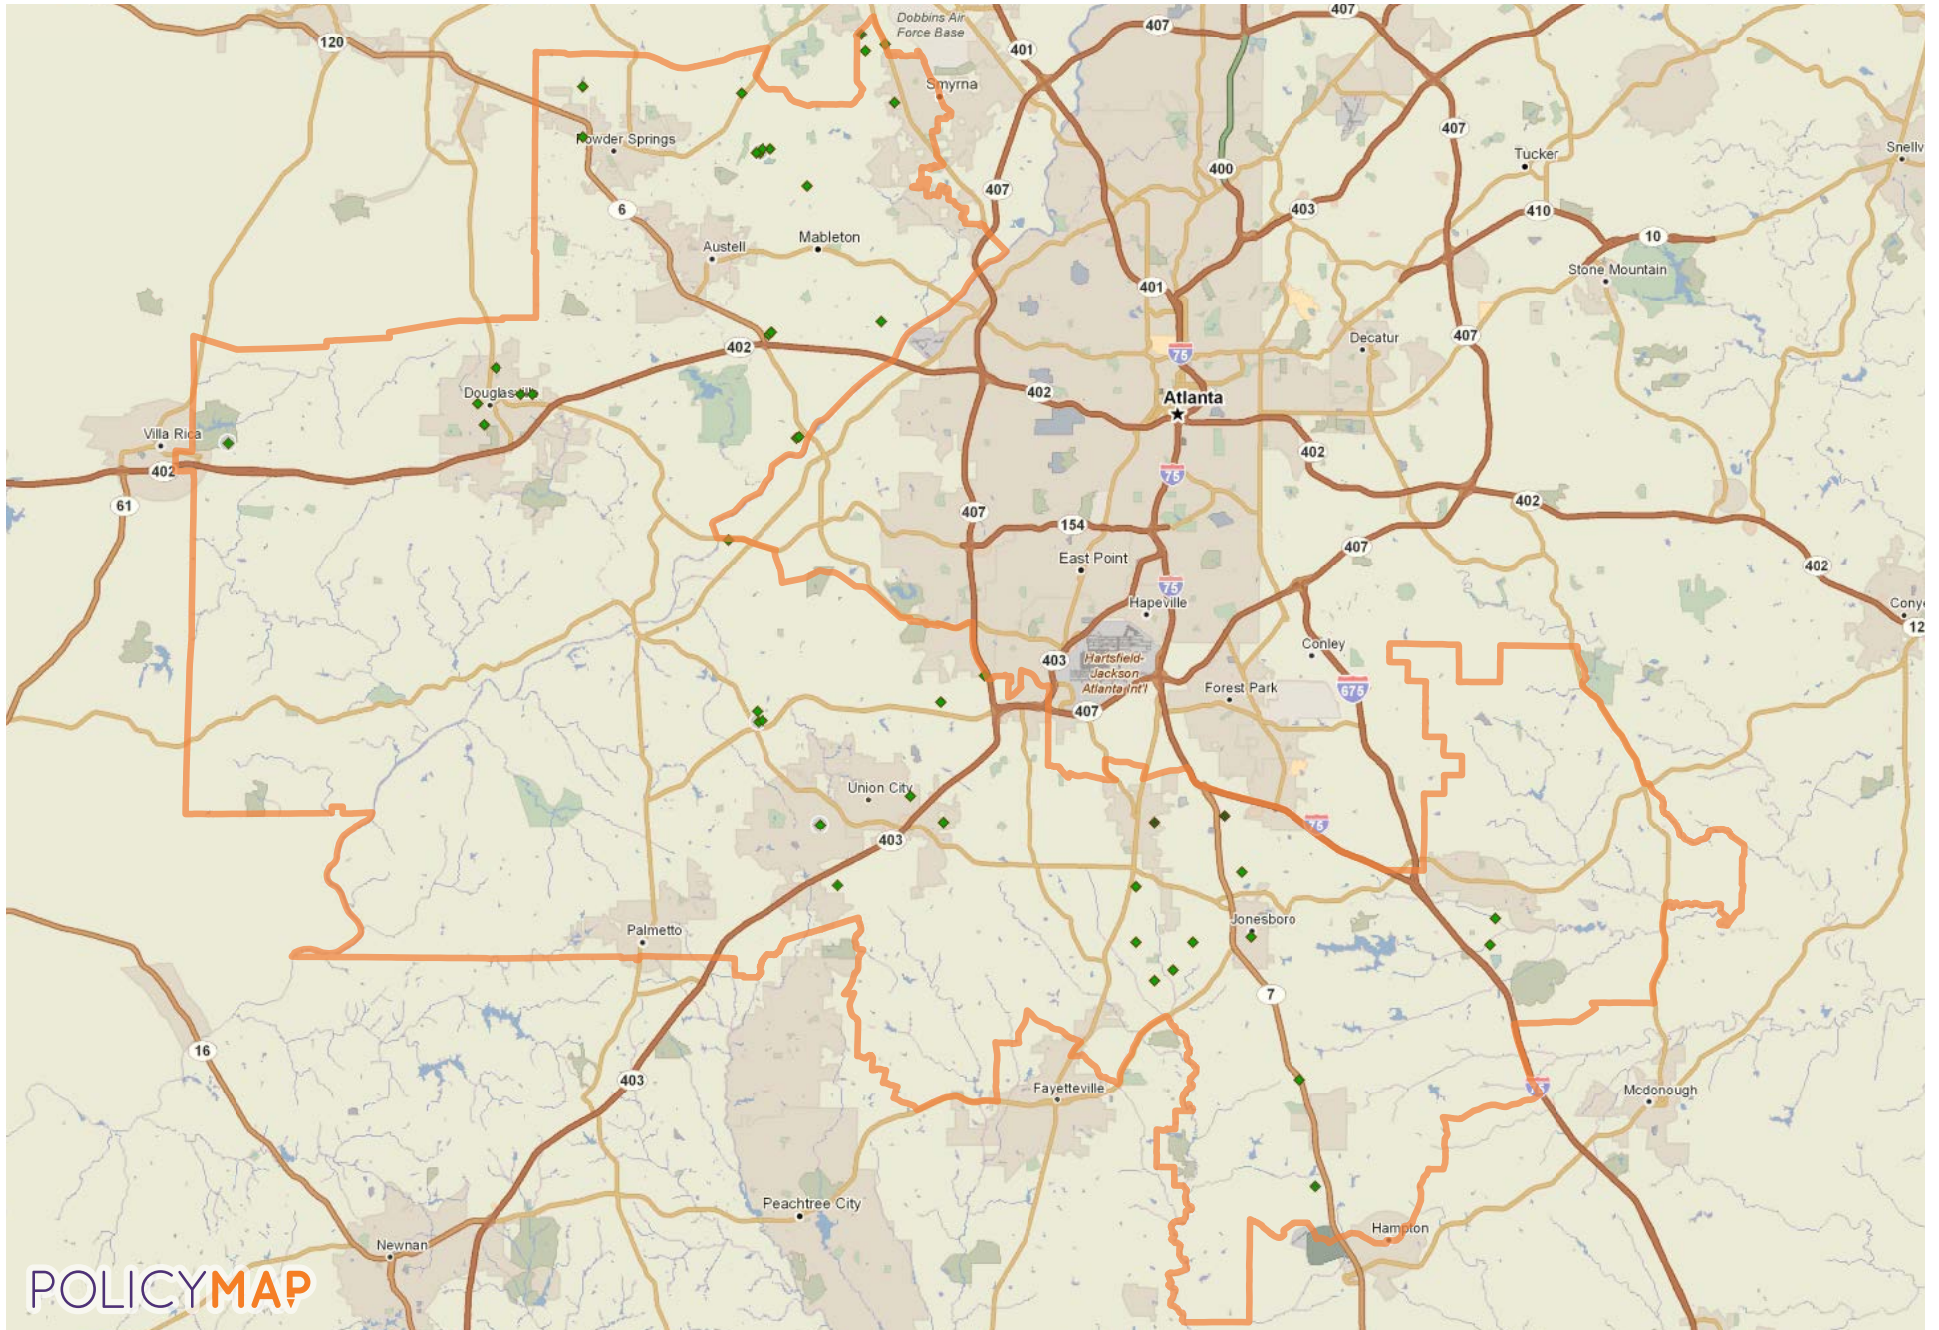 Dobbins Air
Force Base
407
407
120
401
Smyrna
407
Powder Springs
Tucker
Snellv
400
407
6
403
410
10
Austell
Mableton
Stone Mountain
401
Decatur
407
402
75
402
Atlanta
Douglasville
Villa Rica
402
402
75
61
407
402
154
407
East Point
402
75
Hapeville
Conye
12
Conley
403
Hartsfield-
Jackson
Atlanta Int'l
Forest Park
675
407
Union City
75
403
Jonesboro
Palmetto
7
16
403
Fayetteville
75
Mcdonough
Peachtree City
Hampton
Newnan
POLICYMAP